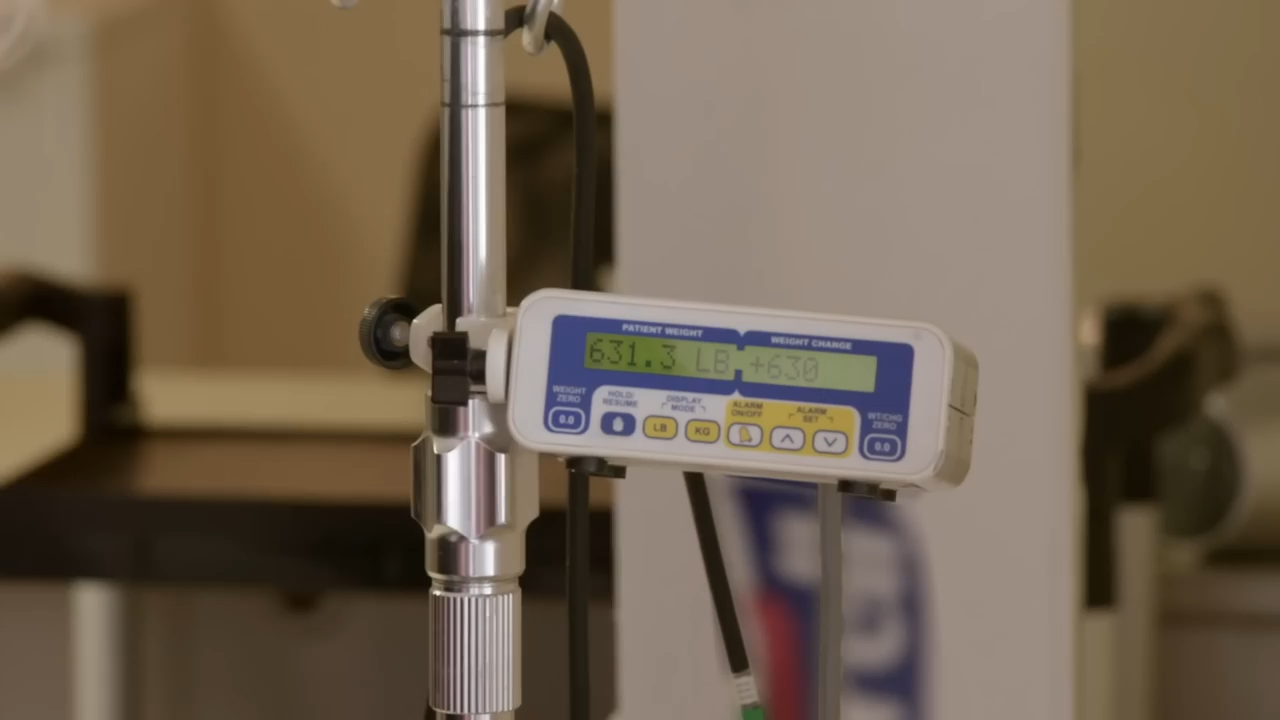 PATIENT WEIGHT
WEIGHT CHANGE
631.3 LB +630
WEIGHT
ZERO
0.0
HOLD/
RESUME
DISPLAY
MODE
LB
KG
ALARM
ON/OFF
ALARM
SET
WT/CHG
ZERO
0.0